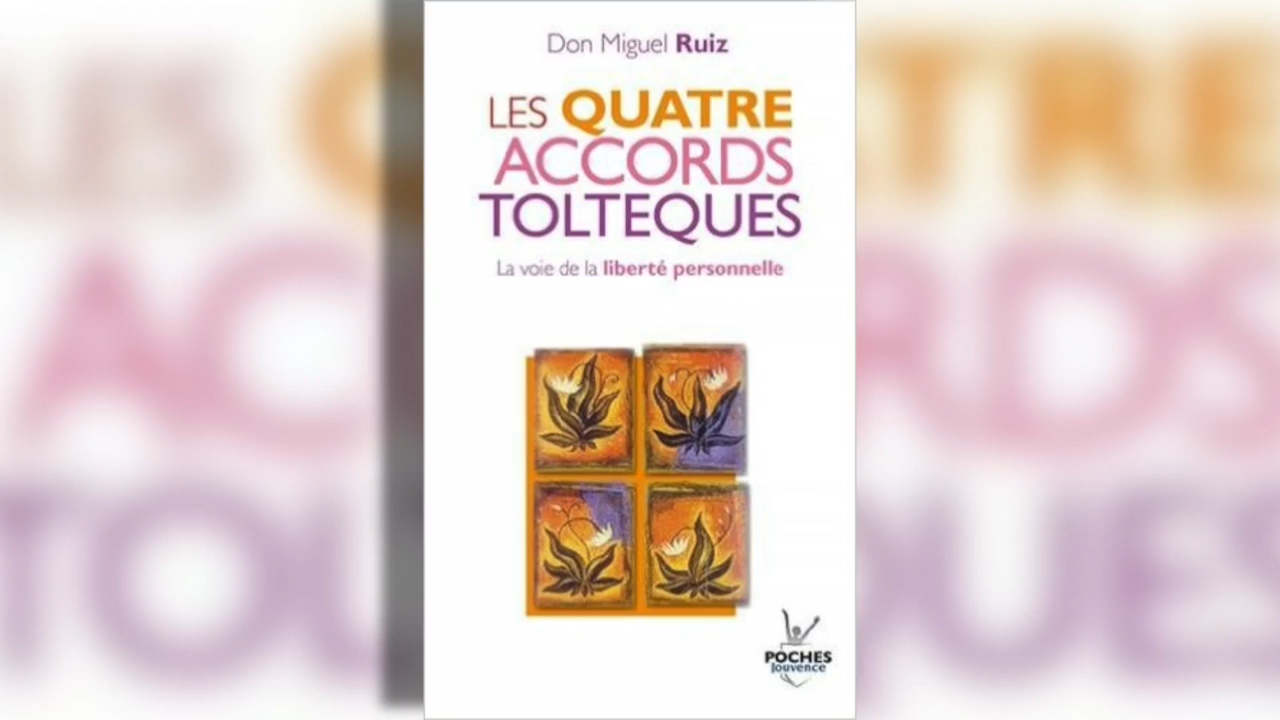 Don Miguel Ruiz
LES QUATRE
ACCORDS
TOLTEQUES
La voie de la liberté personnelle
POCHES
Jouvence